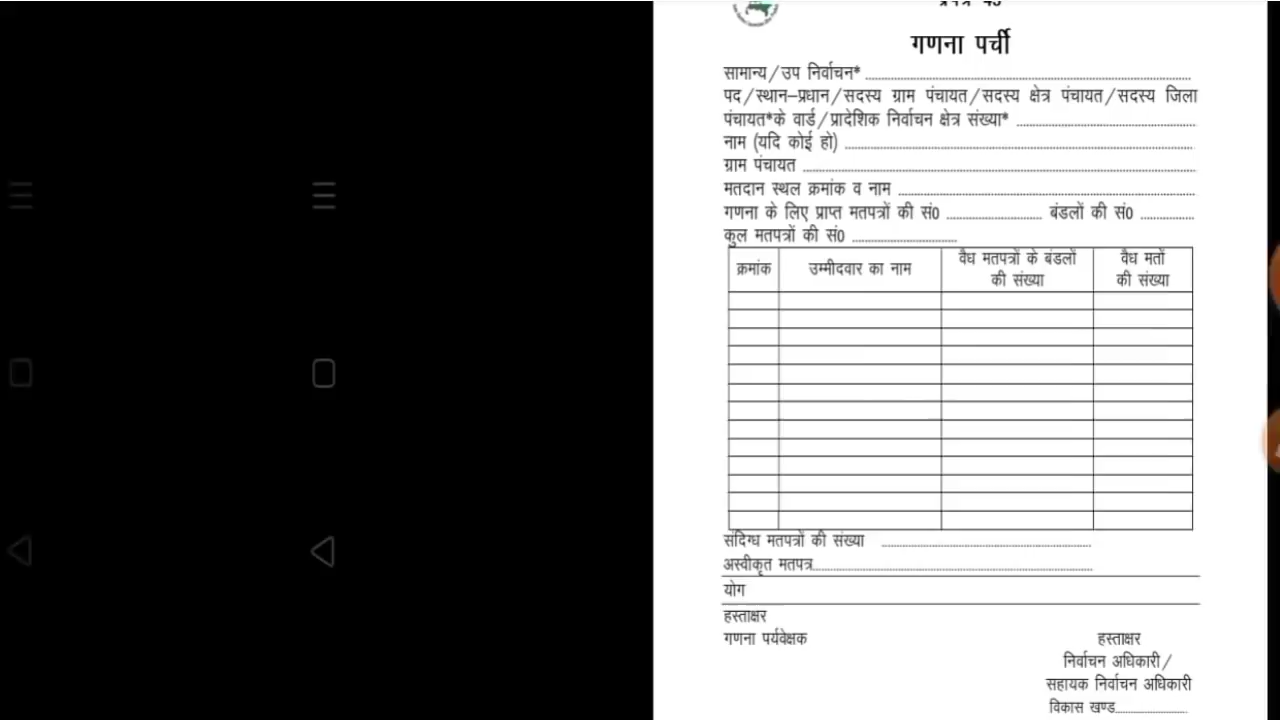 प्रपत्र 43
गणना पर्ची
सामान्य/उप निर्वाचन* ........................
पद/स्थान–प्रधान/सदस्य ग्राम पंचायत/सदस्य क्षेत्र पंचायत/सदस्य जिला
पंचायत*के वार्ड/प्रादेशिक निर्वाचन क्षेत्र संख्या* ........................
नाम (यदि कोई हो) ........................
ग्राम पंचायत ........................
मतदान स्थल क्रमांक व नाम ........................
गणना के लिए प्राप्त मतपत्रों की सं0 ............ बंडलों की सं0 ............
कुल मतपत्रों की सं0 ............
क्रमांक उम्मीदवार का नाम वैध मतपत्रों के बंडलों की संख्या वैध मतों की संख्या
संदिग्ध मतपत्रों की संख्या ........................
अस्वीकृत मतपत्र........................
योग
हस्ताक्षर
गणना पर्यवेक्षक हस्ताक्षर
निर्वाचन अधिकारी/
सहायक निर्वाचन अधिकारी
विकास खण्ड............